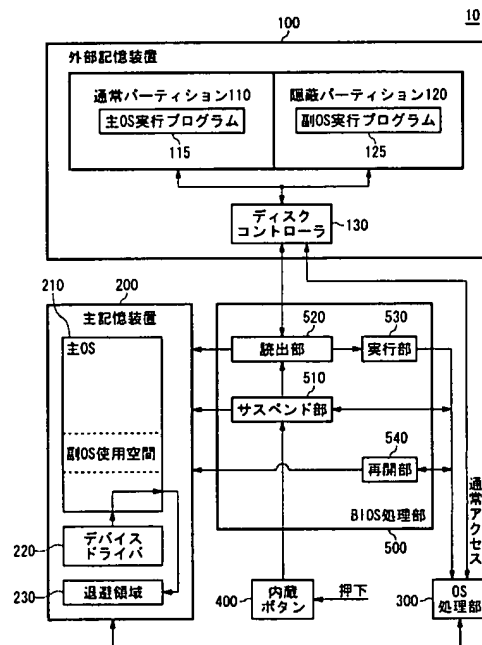 10
100
外部記憶装置
通常パーティション110
主OS実行プログラム
115
隠蔽パーティション120
副OS実行プログラム
125
ディスク
コントローラ
130
210
200
主記憶装置
主OS
副OS使用空間
220
デバイス
ドライバ
230
退避領域
520
530
読出部
実行部
510
サスペンド部
540
再開部
BIOS処理部
500
通常アクセス
400
内蔵
ボタン
押下
300
OS
処理部